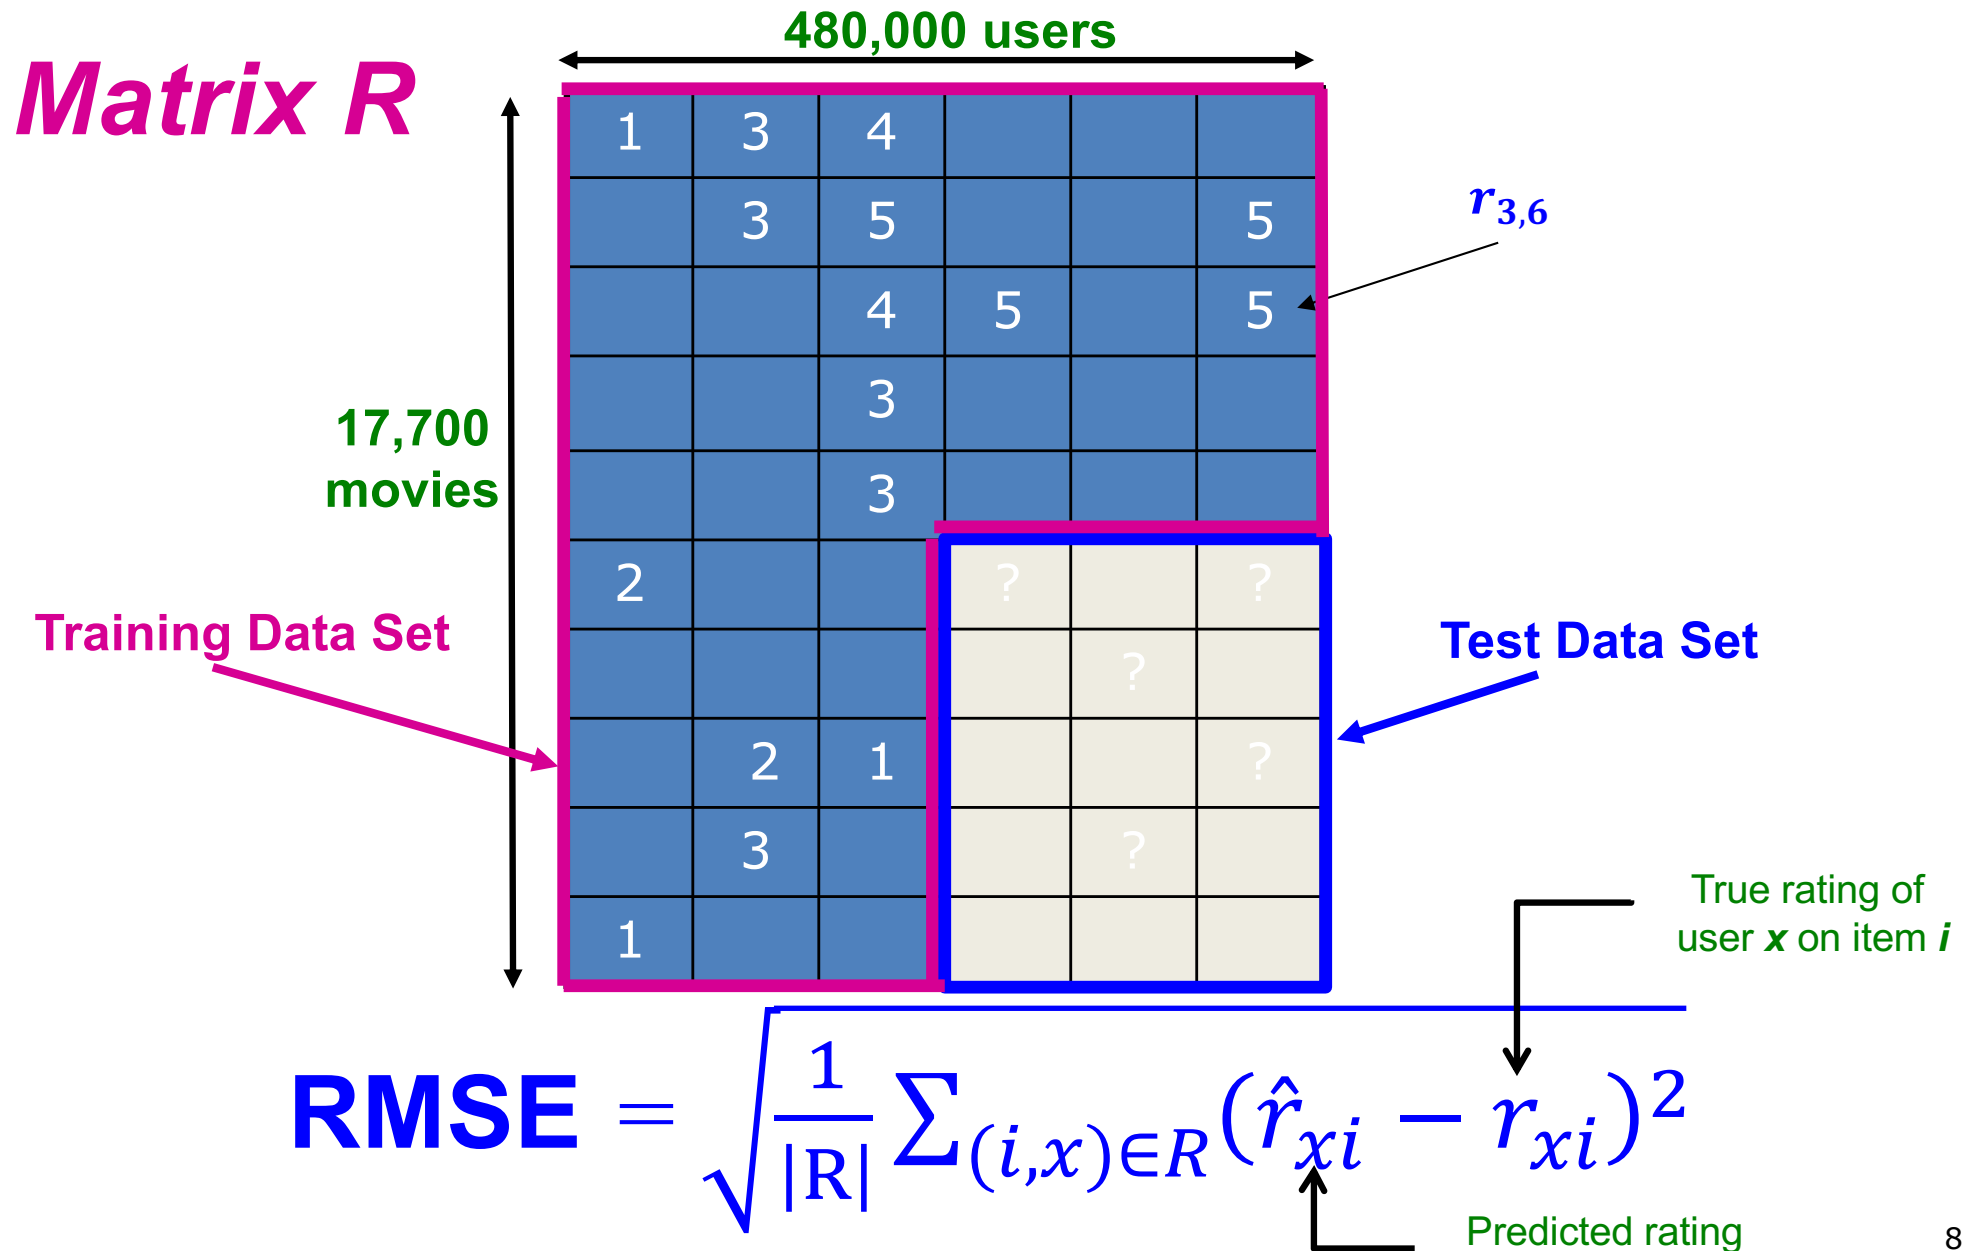 480,000 users
Matrix R
1 3 4
3 5 5
r3,6
4 5 5
3
17,700
movies
3
2 ? ?
Training Data Set
Test Data Set
?
2 1 ?
3 ?
True rating of
user x on item i
1
RMSE = √(1/|R| ∑(i,x)∈R (r̂xi − rxi)²)
Predicted rating
8